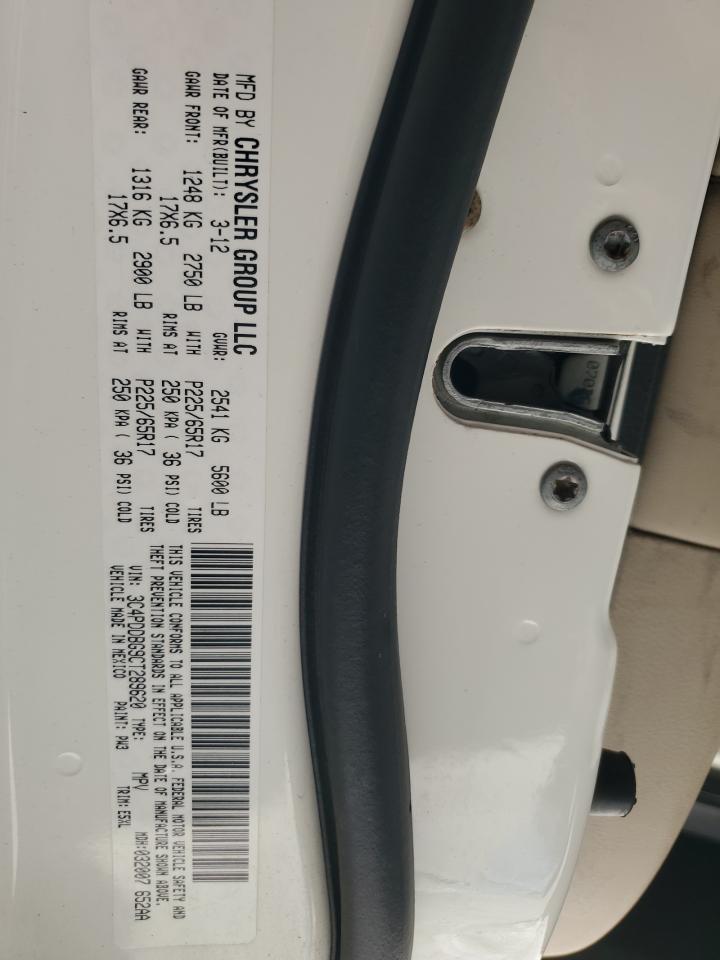 MFD BY CHRYSLER GROUP LLC
DATE OF MFR(BUILT): 3-12 GVWR: 2541 KG 5600 LB
GAWR FRONT: 1248 KG 2750 LB WITH P225/65R17 TIRES
17X6.5 RIMS AT 250 KPA ( 36 PSI) COLD
GAWR REAR: 1316 KG 2900 LB WITH P225/65R17 TIRES
17X6.5 RIMS AT 250 KPA ( 36 PSI) COLD
THIS VEHICLE CONFORMS TO ALL APPLICABLE U.S.A. FEDERAL MOTOR VEHICLE SAFETY AND
THEFT PREVENTION STANDARDS IN EFFECT ON THE DATE OF MANUFACTURE SHOWN ABOVE.
VIN: 3C4PDDBG9CT289620 TYPE: MPV MDH:032007 652AA
VEHICLE MADE IN MEXICO PAINT: PW3 TRIM: E5XL